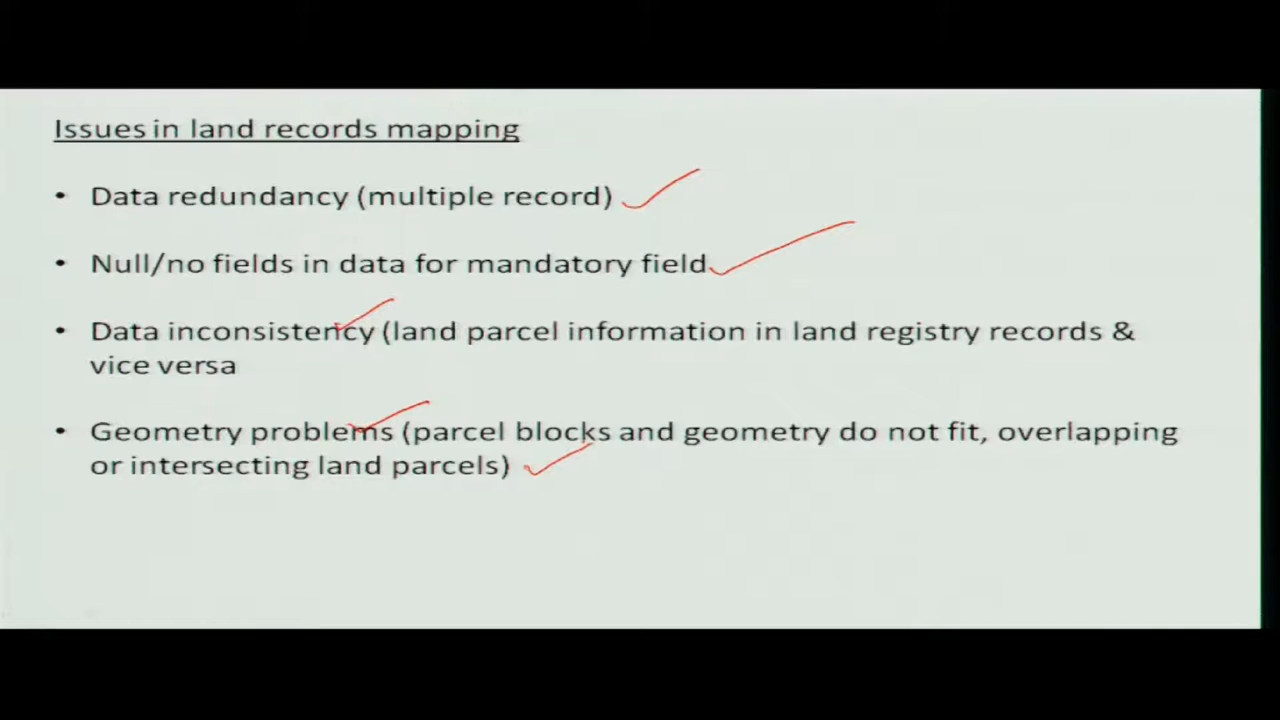 Issues in land records mapping
• Data redundancy (multiple record)
• Null/no fields in data for mandatory field
• Data inconsistency (land parcel information in land registry records &
vice versa
• Geometry problems (parcel blocks and geometry do not fit, overlapping
or intersecting land parcels)